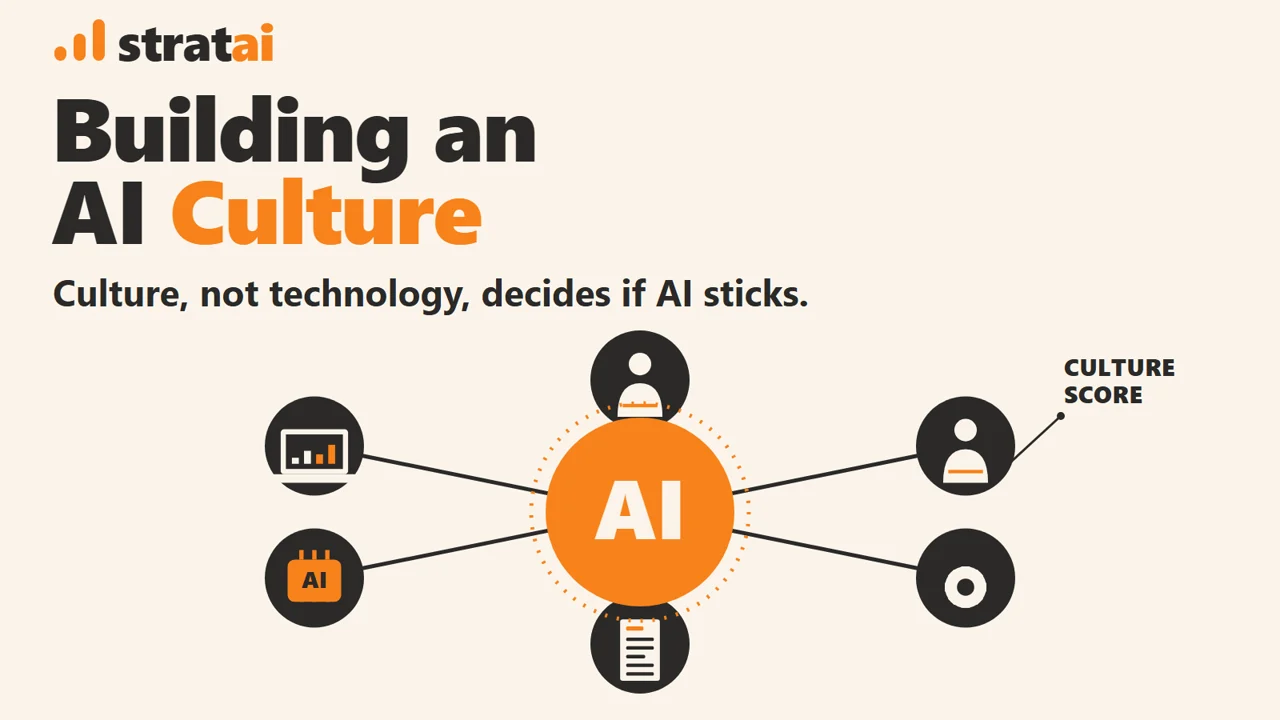 stratai
Building an
AI Culture
Culture, not technology, decides if AI sticks.
CULTURE
SCORE
AI
AI